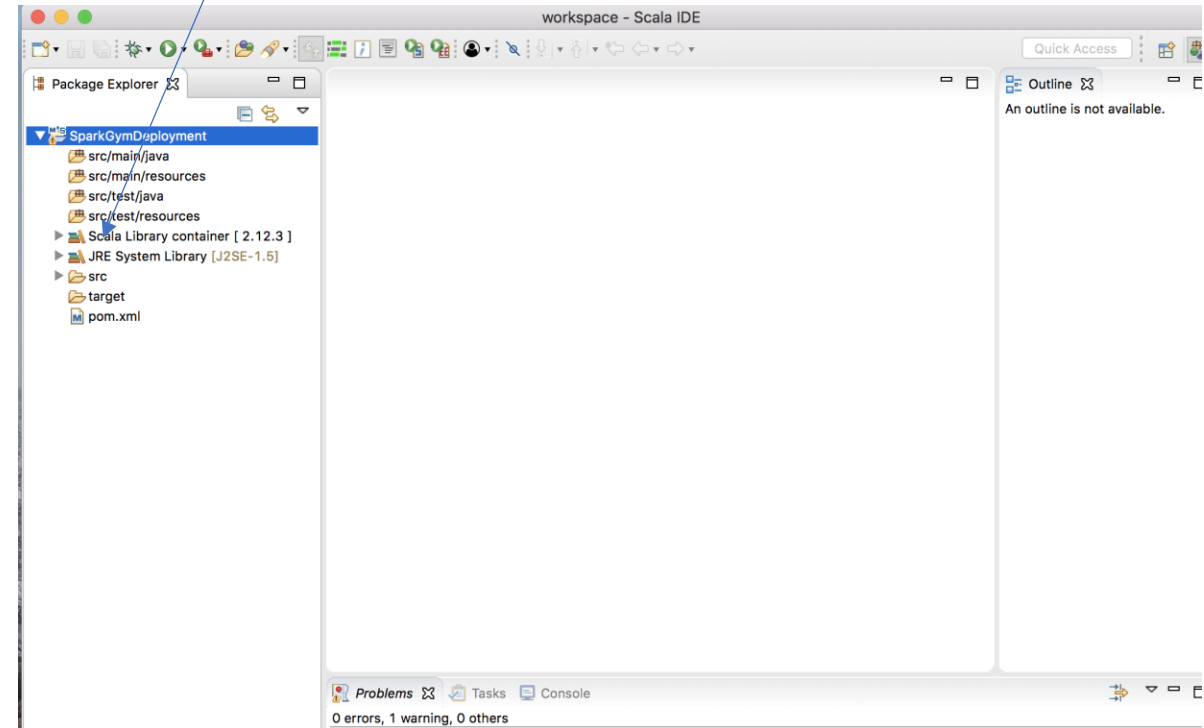 workspace - Scala IDE
Quick Access
Package Explorer
SparkGymDeployment
src/main/java
src/main/resources
src/test/java
src/test/resources
Scala Library container [ 2.12.3 ]
JRE System Library [J2SE-1.5]
src
target
pom.xml
Outline
An outline is not available.
Problems
Tasks
Console
0 errors, 1 warning, 0 others